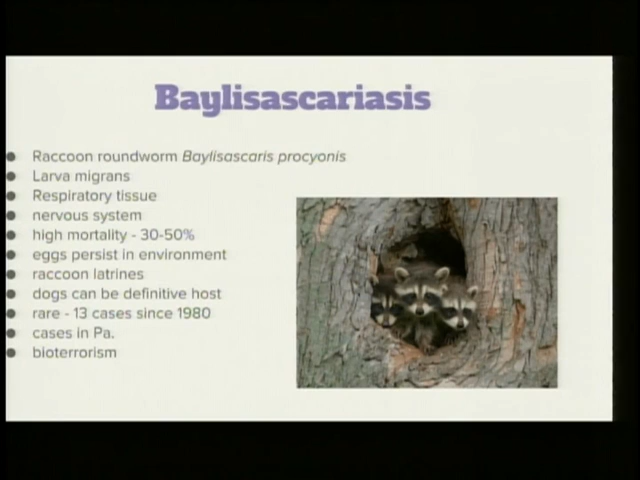 Baylisascariasis
Raccoon roundworm Baylisascaris procyonis
Larva migrans
Respiratory tissue
nervous system
high mortality - 30-50%
eggs persist in environment
raccoon latrines
dogs can be definitive host
rare - 13 cases since 1980
cases in Pa.
bioterrorism